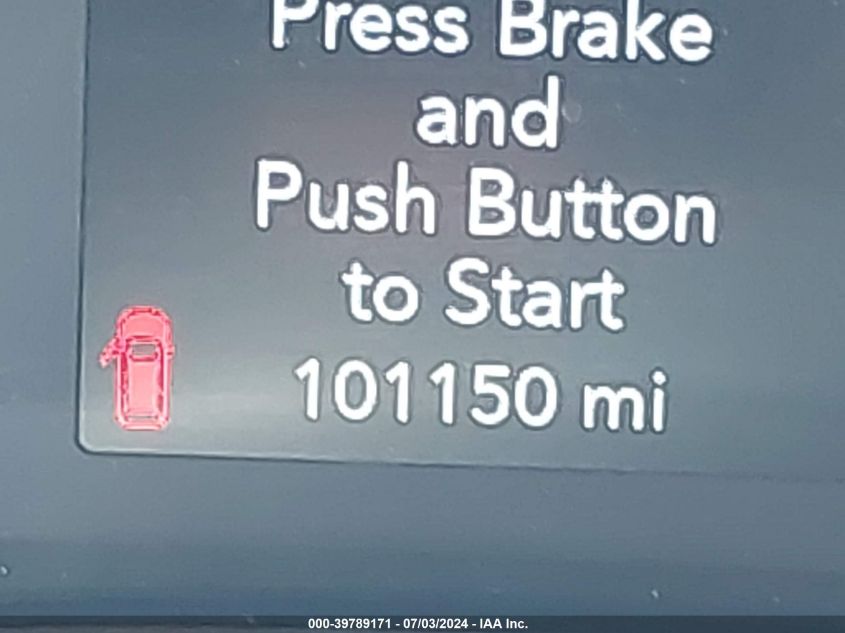 Press Brake
and
Push Button
to Start
101150 mi
000-39789171 - 07/03/2024 - IAA Inc.